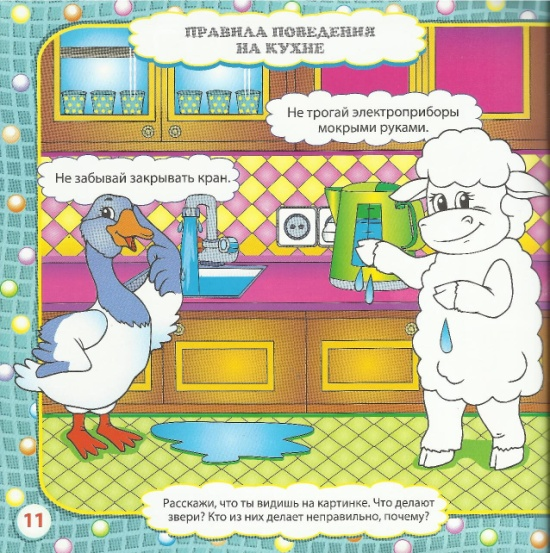 ПРАВИЛА ПОВЕДЕНИЯ
НА КУХНЕ
Не трогай электроприборы
мокрыми руками.
Не забывай закрывать кран.
Расскажи, что ты видишь на картинке. Что делают
звери? Кто из них делает неправильно, почему?
11